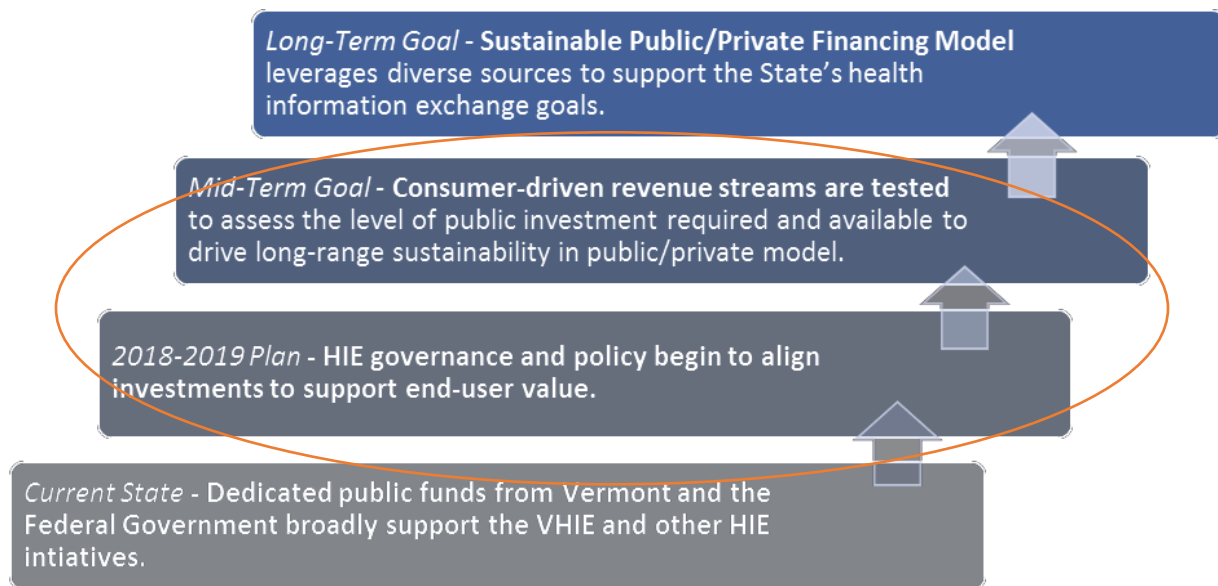 Long-Term Goal - Sustainable Public/Private Financing Model
leverages diverse sources to support the State's health
information exchange goals.
Mid-Term Goal - Consumer-driven revenue streams are tested
to assess the level of public investment required and available to
drive long-range sustainability in public/private model.
2018-2019 Plan - HIE governance and policy begin to align
investments to support end-user value.
Current State - Dedicated public funds from Vermont and the
Federal Government broadly support the VHIE and other HIE
intiatives.